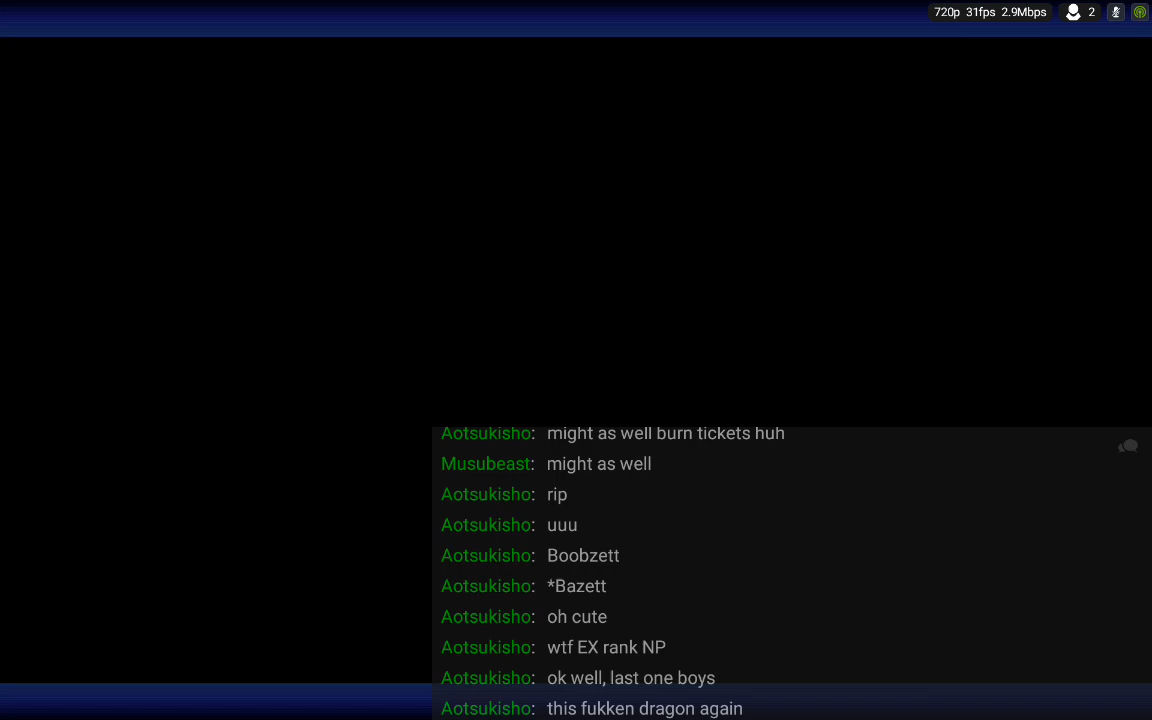 720p 31fps 2.9Mbps 2
Aotsukisho: might as well burn tickets huh
Musubeast: might as well
Aotsukisho: rip
Aotsukisho: uuu
Aotsukisho: Boobzett
Aotsukisho: *Bazett
Aotsukisho: oh cute
Aotsukisho: wtf EX rank NP
Aotsukisho: ok well, last one boys
Aotsukisho: this fukken dragon again